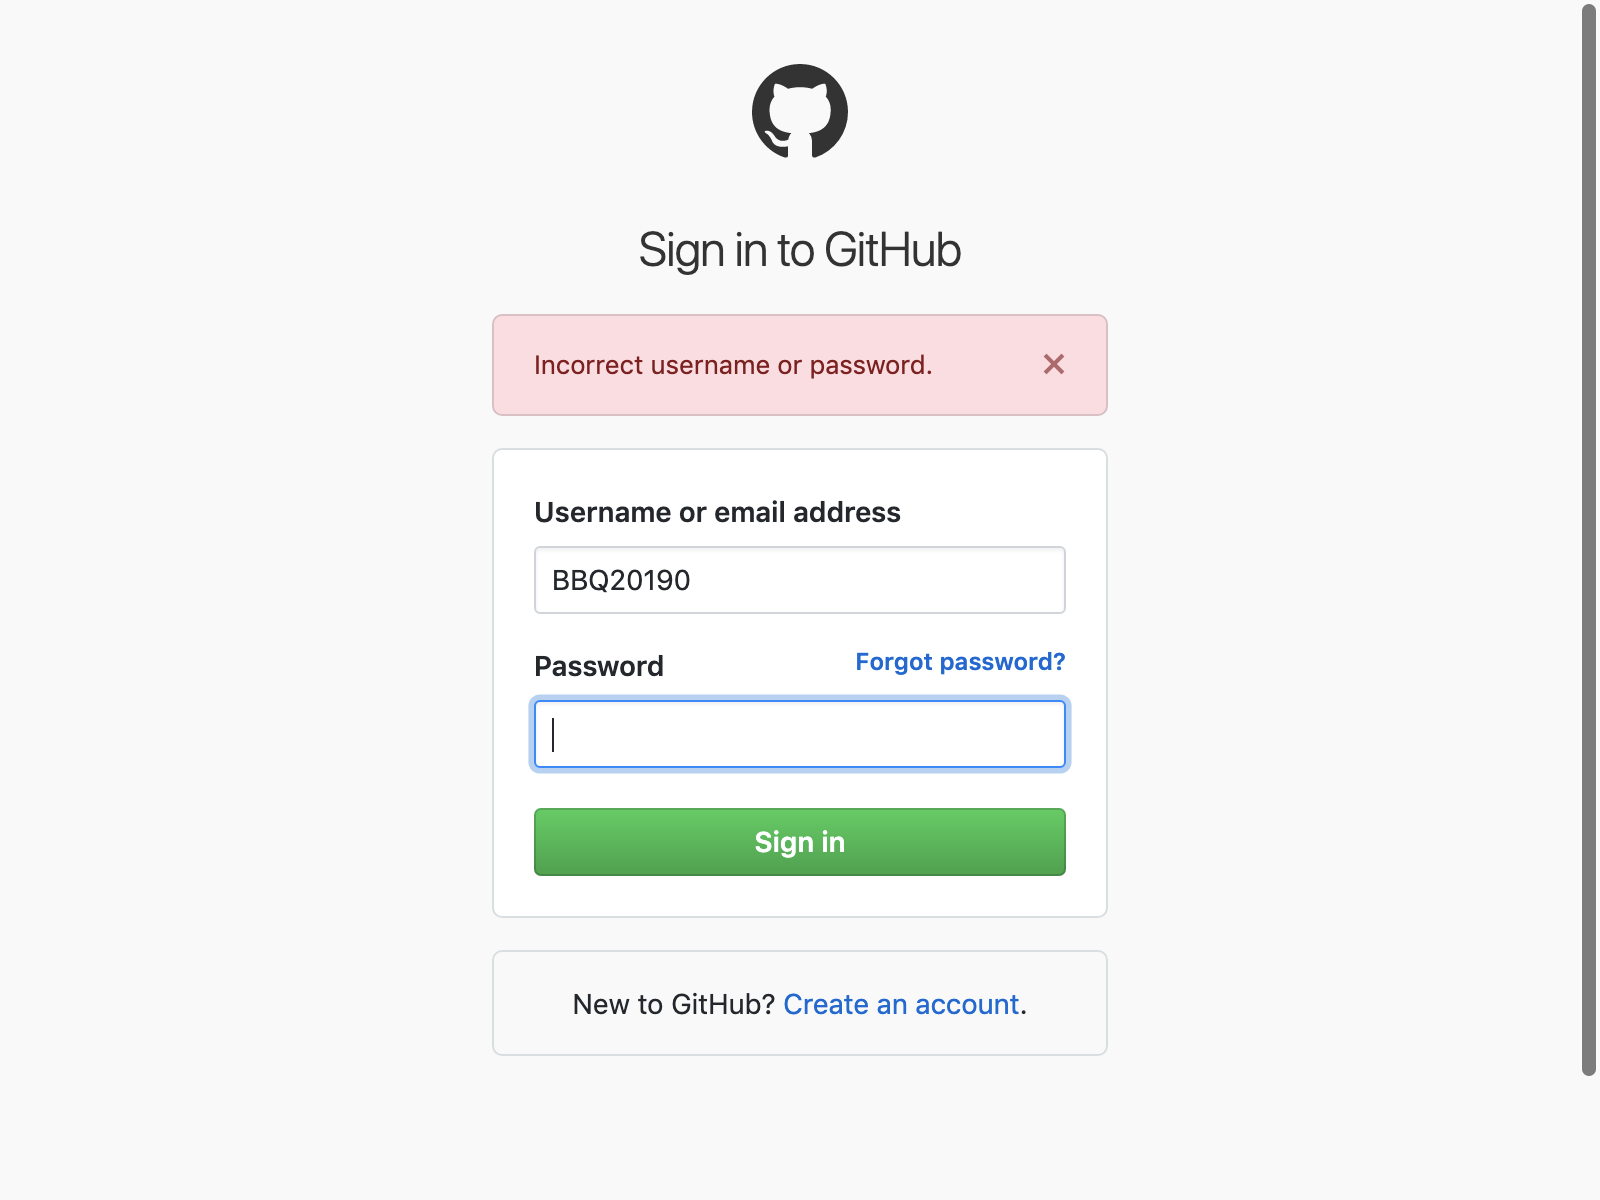 Sign in to GitHub
Incorrect username or password.
Username or email address
BBQ20190
Password
Forgot password?
Sign in
New to GitHub? Create an account.